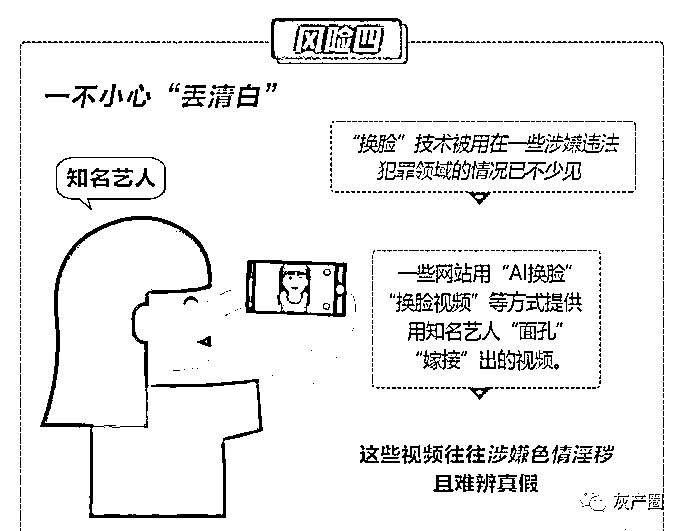 风险四
一不小心“丢清白”
“换脸”技术被用在一些涉嫌违法
犯罪领域的情况已不少见
知名艺人
一些网站用“AI换脸”
“换脸视频”等方式提供
用知名艺人“面孔”
“嫁接”出的视频。
这些视频往往涉嫌色情淫秽
且难辨真假
灰产圈